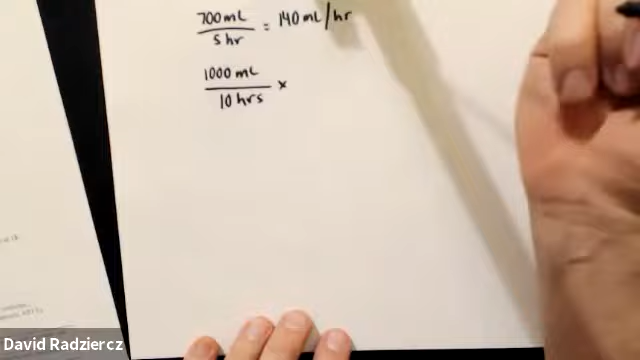 700 mL / 5 hr = 140 mL/hr
1000 mL / 10 hrs ×
David Radziercz